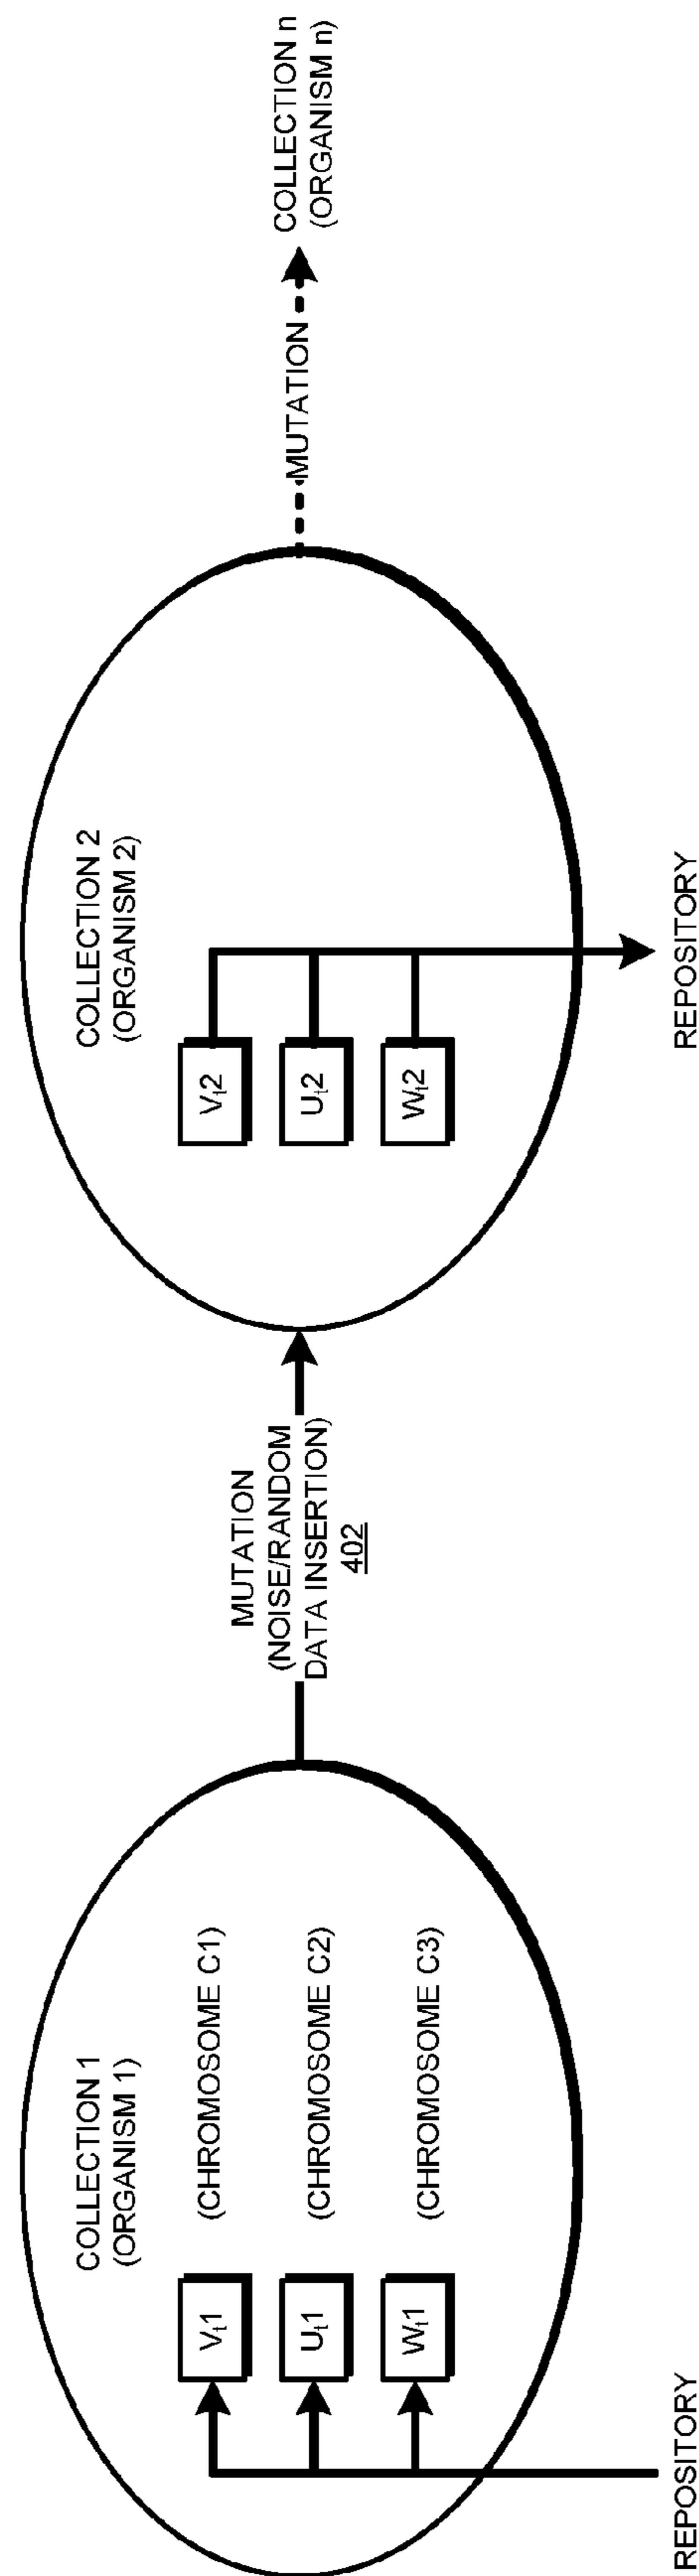 COLLECTION 1
(ORGANISM 1)
Vt1
(CHROMOSOME C1)
Ut1
(CHROMOSOME C2)
Wt1
(CHROMOSOME C3)
REPOSITORY
MUTATION
(NOISE/RANDOM
DATA INSERTION)
402
COLLECTION 2
(ORGANISM 2)
Vt2
Ut2
Wt2
REPOSITORY
MUTATION
COLLECTION n
(ORGANISM n)